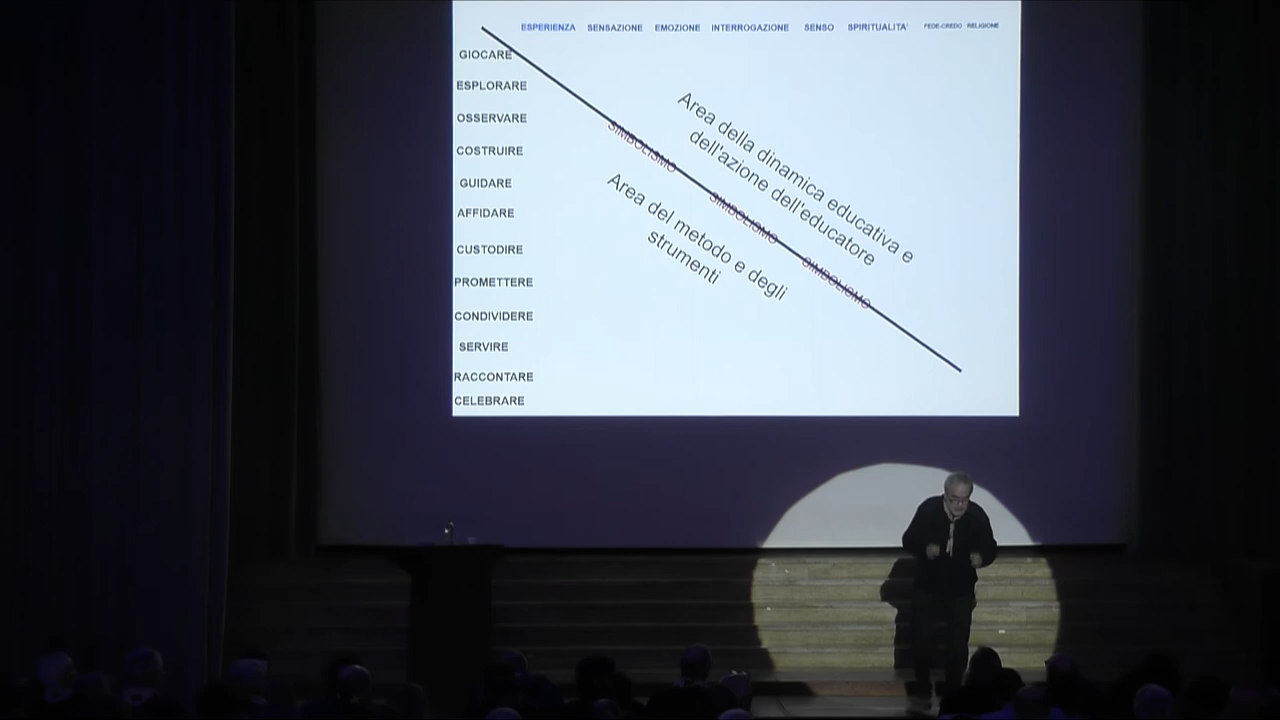 ESPERIENZA SENSAZIONE EMOZIONE INTERROGAZIONE SENSO SPIRITUALITA' FEDE-CREDO RELIGIONE
GIOCARE
ESPLORARE
OSSERVARE
COSTRUIRE
GUIDARE
AFFIDARE
CUSTODIRE
PROMETTERE
CONDIVIDERE
SERVIRE
RACCONTARE
CELEBRARE
Area della dinamica educativa e
dell'azione dell'educatore
SIMBOLISMO
SIMBOLISMO
SIMBOLISMO
Area del metodo e degli
strumenti